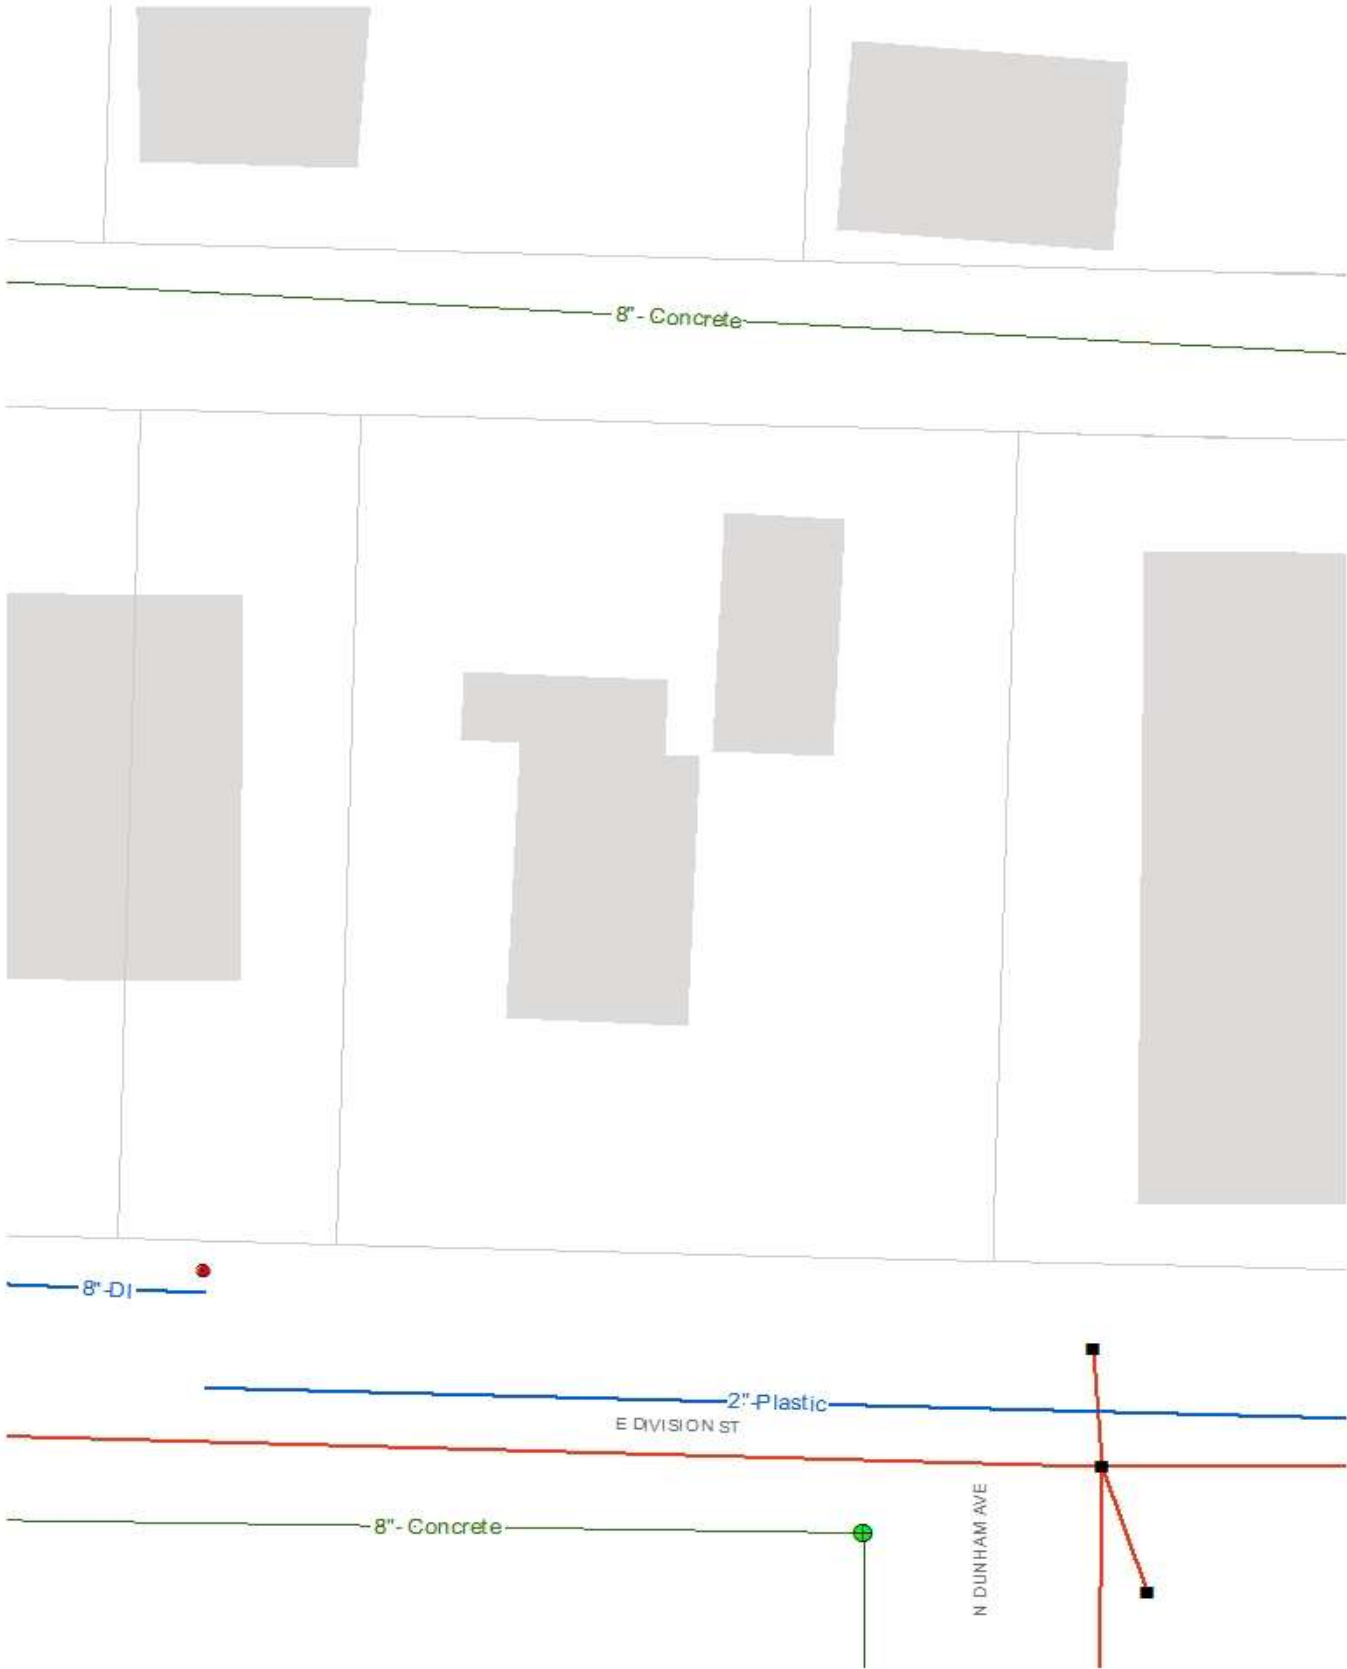 8"- Concrete
8"-DI
2"-Plastic
E DIVISION ST
8"- Concrete
N DUNHAM AVE